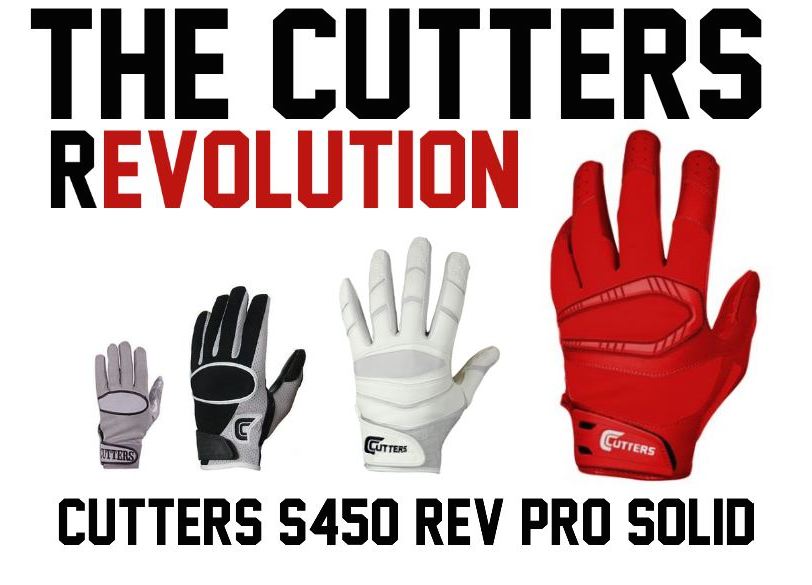 THE CUTTERS
REVOLUTION
CUTTERS
CUTTERS
CUTTERS
CUTTERS S450 REV PRO SOLID